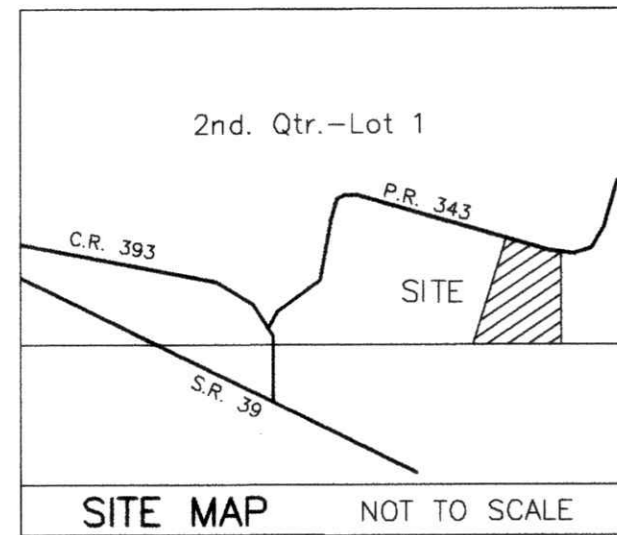 2nd. Qtr.-Lot 1
P.R. 343
C.R. 393
SITE
S.R. 39
SITE MAP NOT TO SCALE